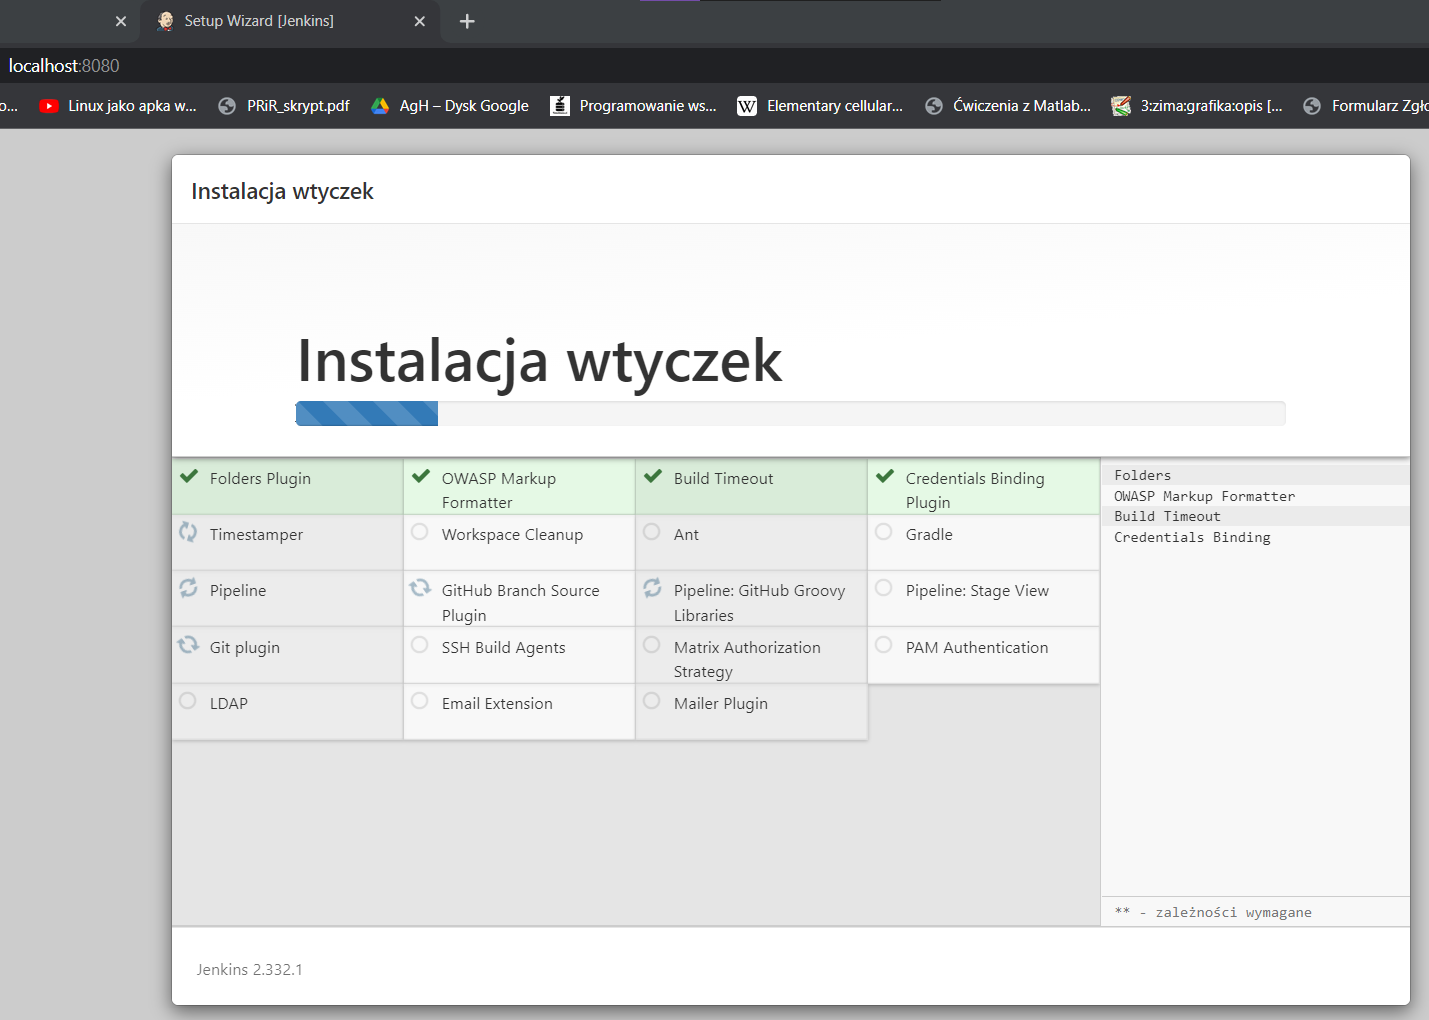 Setup Wizard [Jenkins]
localhost:8080
o... Linux jako apka w... PRiR_skrypt.pdf AgH – Dysk Google Programowanie ws... Elementary cellular... Ćwiczenia z Matlab... 3:zima:grafika:opis [... Formularz Zgło
Instalacja wtyczek
Instalacja wtyczek
Folders Plugin
OWASP Markup
Formatter
Build Timeout
Credentials Binding
Plugin
Timestamper
Workspace Cleanup
Ant
Gradle
Pipeline
GitHub Branch Source
Plugin
Pipeline: GitHub Groovy
Libraries
Pipeline: Stage View
Git plugin
SSH Build Agents
Matrix Authorization
Strategy
PAM Authentication
LDAP
Email Extension
Mailer Plugin
Folders
OWASP Markup Formatter
Build Timeout
Credentials Binding
** - zależności wymagane
Jenkins 2.332.1